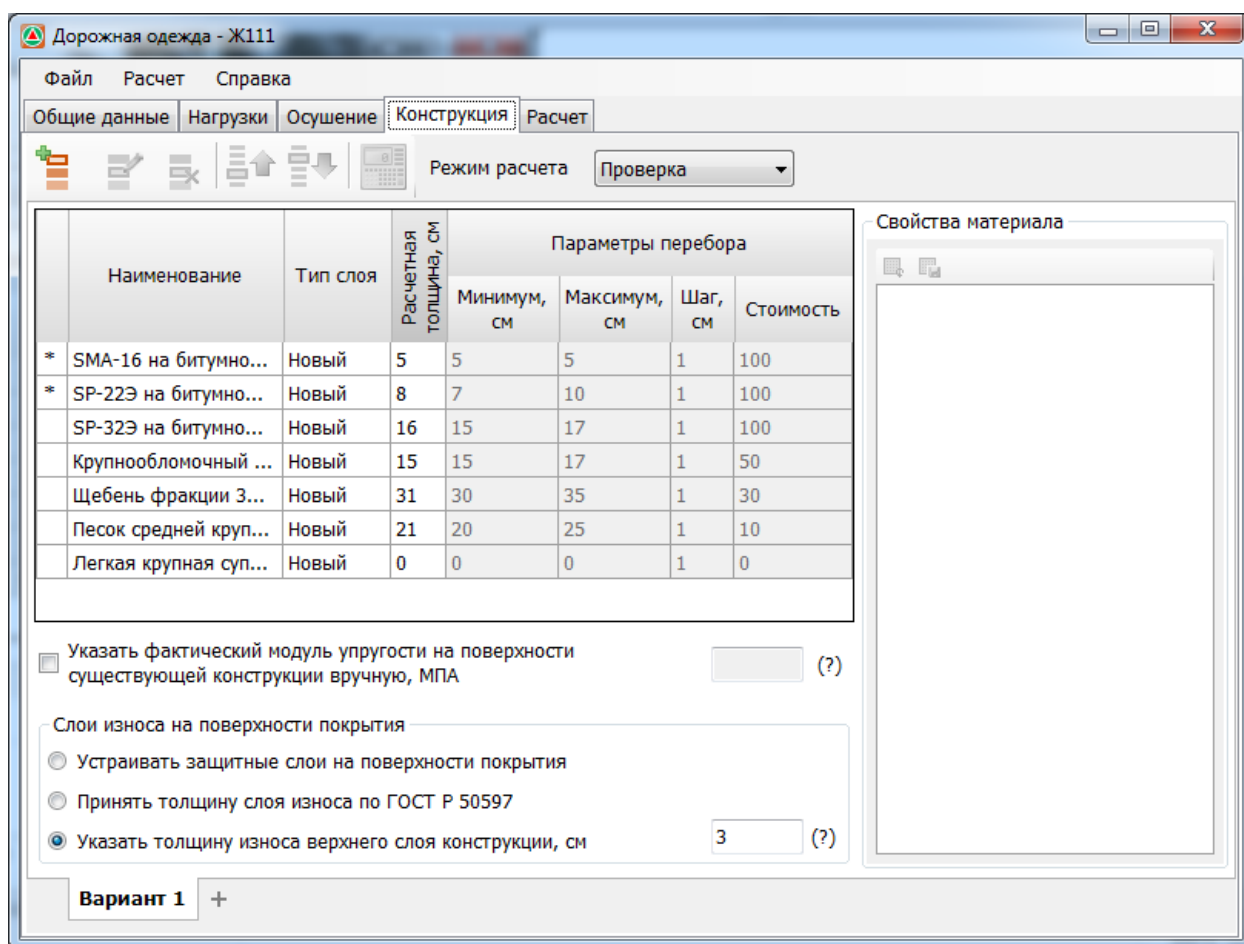 Дорожная одежда - Ж111
Файл Расчет Справка
Общие данные Нагрузки Осушение Конструкция Расчет
Режим расчета Проверка
Наименование Тип слоя Расчетная толщина, см Параметры перебора
Минимум, см Максимум, см Шаг, см Стоимость
* SMA-16 на битумно... Новый 5 5 5 1 100
* SP-22Э на битумно... Новый 8 7 10 1 100
SP-32Э на битумно... Новый 16 15 17 1 100
Крупнообломочный ... Новый 15 15 17 1 50
Щебень фракции 3... Новый 31 30 35 1 30
Песок средней круп... Новый 21 20 25 1 10
Легкая крупная суп... Новый 0 0 0 1 0
Свойства материала
Указать фактический модуль упругости на поверхности
существующей конструкции вручную, МПА (?)
Слои износа на поверхности покрытия
Устраивать защитные слои на поверхности покрытия
Принять толщину слоя износа по ГОСТ Р 50597
Указать толщину износа верхнего слоя конструкции, см 3 (?)
Вариант 1 +